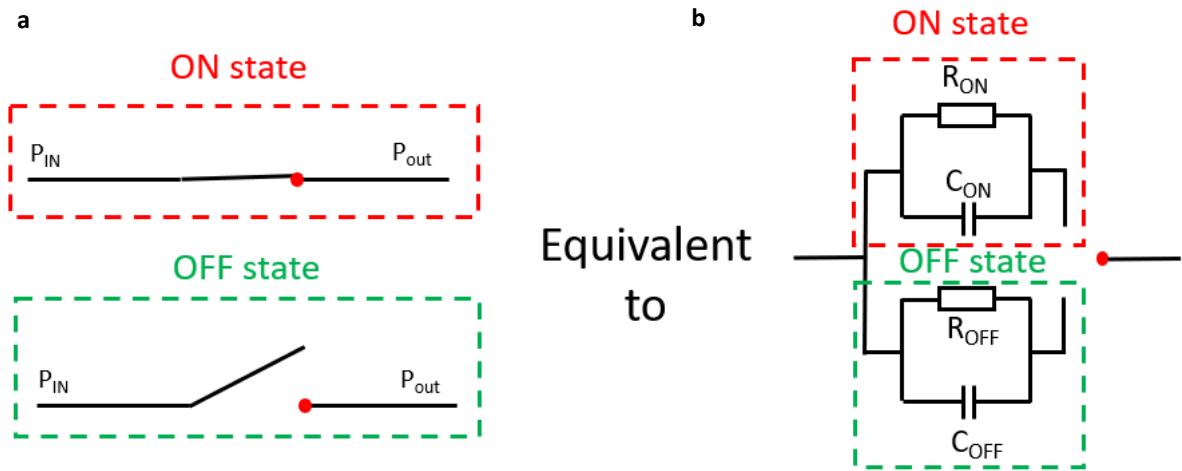 a
ON state
P_IN
P_out
OFF state
P_IN
P_out
Equivalent
to
b
ON state
R_ON
C_ON
OFF state
R_OFF
C_OFF